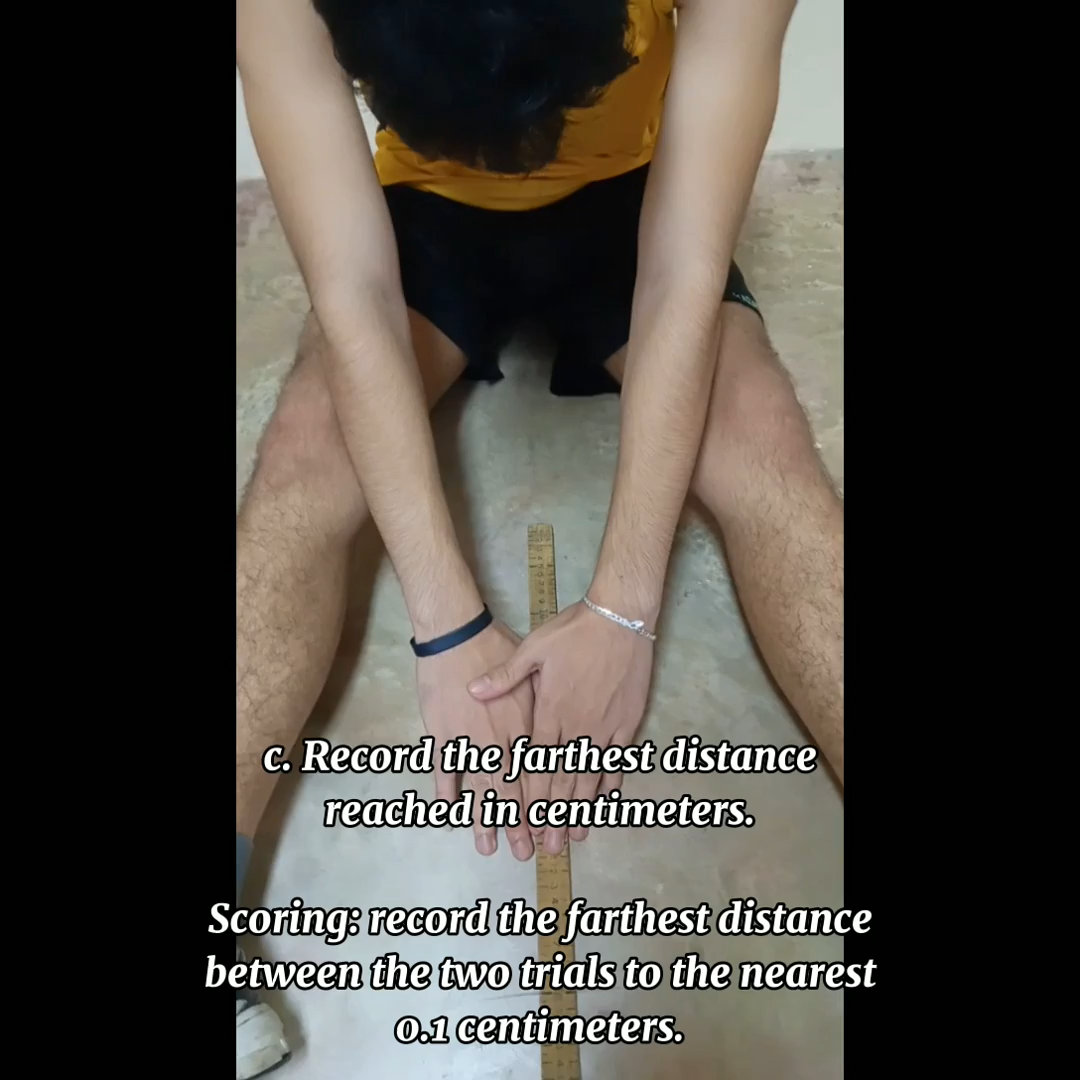 c. Record the farthest distance
reached in centimeters.
Scoring: record the farthest distance
between the two trials to the nearest
0.1 centimeters.